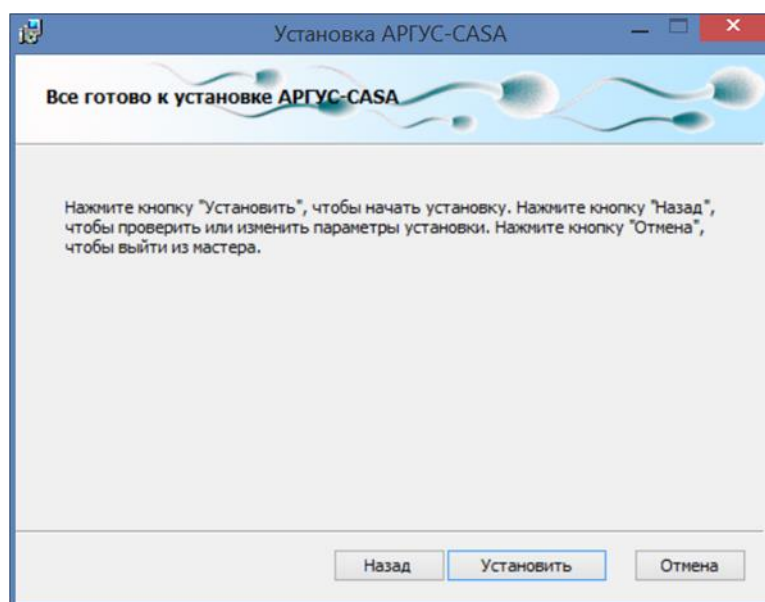 Установка АРГУС-CASA
Все готово к установке АРГУС-CASA
Нажмите кнопку "Установить", чтобы начать установку. Нажмите кнопку "Назад",
чтобы проверить или изменить параметры установки. Нажмите кнопку "Отмена",
чтобы выйти из мастера.
Назад Установить Отмена